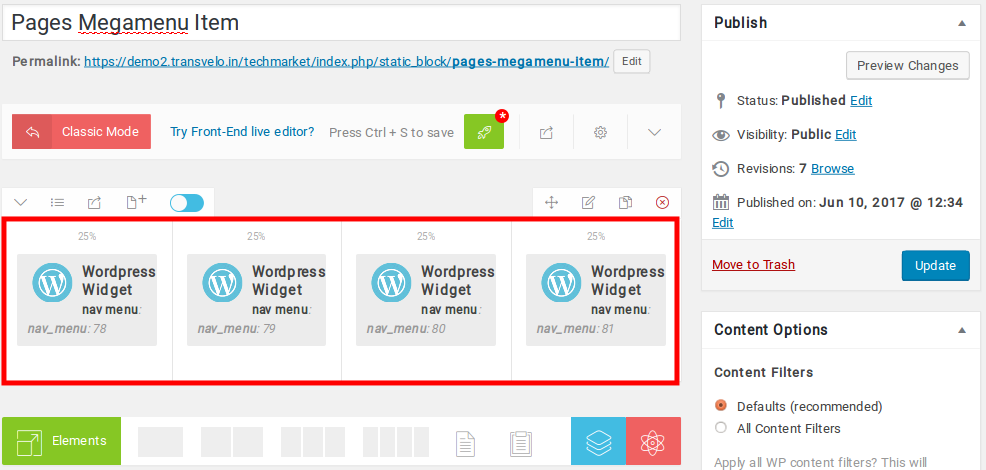 Pages Megamenu Item
Permalink: https://demo2.transvelo.in/techmarket/index.php/static_block/pages-megamenu-item/ Edit
Classic Mode Try Front-End live editor? Press Ctrl + S to save *
25% 25% 25% 25%
Wordpress Widget
nav menu:
nav_menu: 78
Wordpress Widget
nav menu:
nav_menu: 79
Wordpress Widget
nav menu:
nav_menu: 80
Wordpress Widget
nav menu:
nav_menu: 81
Elements
Publish
Preview Changes
Status: Published Edit
Visibility: Public Edit
Revisions: 7 Browse
Published on: Jun 10, 2017 @ 12:34
Edit
Move to Trash Update
Content Options
Content Filters
Defaults (recommended)
All Content Filters
Apply all WP content filters? This will